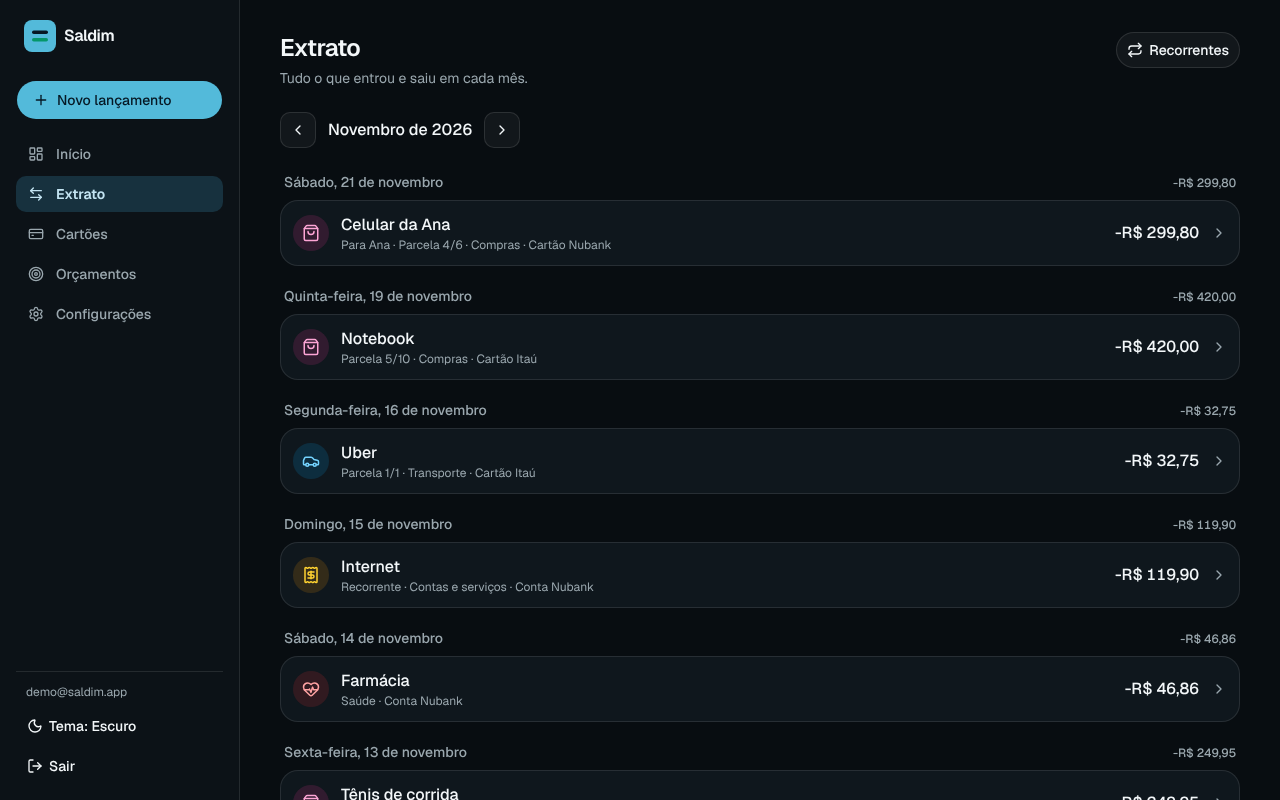 Saldim
Novo lançamento
Início
Extrato
Cartões
Orçamentos
Configurações
demo@saldim.app
Tema: Escuro
Sair
Extrato
Recorrentes
Tudo o que entrou e saiu em cada mês.
Novembro de 2026
Sábado, 21 de novembro -R$ 299,80
Celular da Ana
Para Ana · Parcela 4/6 · Compras · Cartão Nubank
-R$ 299,80
Quinta-feira, 19 de novembro -R$ 420,00
Notebook
Parcela 5/10 · Compras · Cartão Itaú
-R$ 420,00
Segunda-feira, 16 de novembro -R$ 32,75
Uber
Parcela 1/1 · Transporte · Cartão Itaú
-R$ 32,75
Domingo, 15 de novembro -R$ 119,90
Internet
Recorrente · Contas e serviços · Conta Nubank
-R$ 119,90
Sábado, 14 de novembro -R$ 46,86
Farmácia
Saúde · Conta Nubank
-R$ 46,86
Sexta-feira, 13 de novembro -R$ 249,95
Tênis de corrida
-R$ 249,95